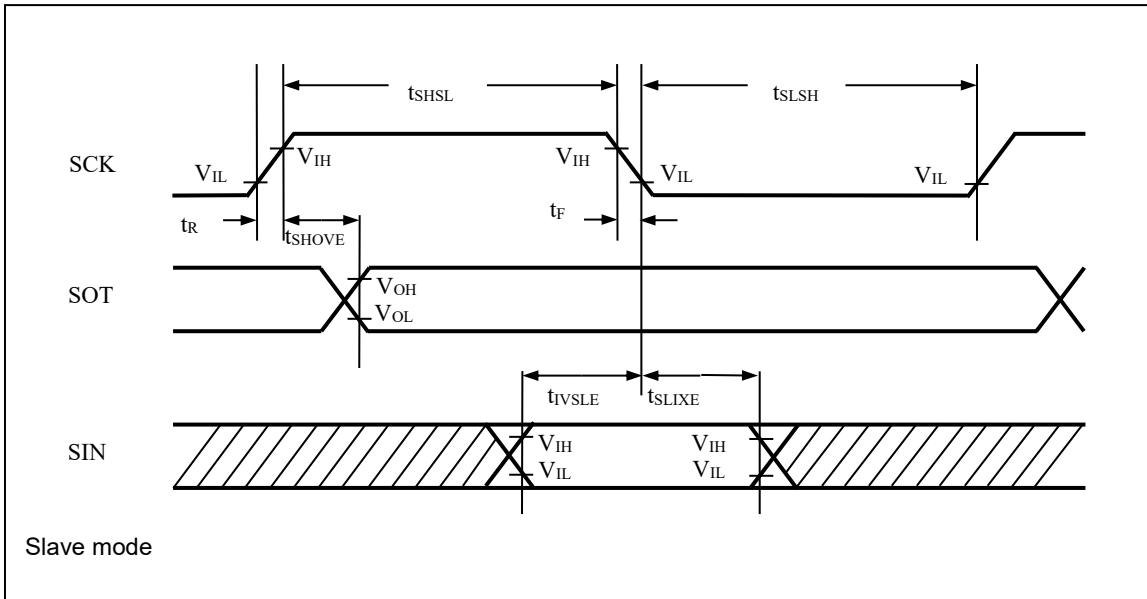 tSHSL tSLSH
SCK
VIH VIH
VIL VIL VIL
tR tSHOVE tF
SOT
VOH
VOL
tIVSLE tSLIXE
SIN
VIH VIH
VIL VIL
Slave mode